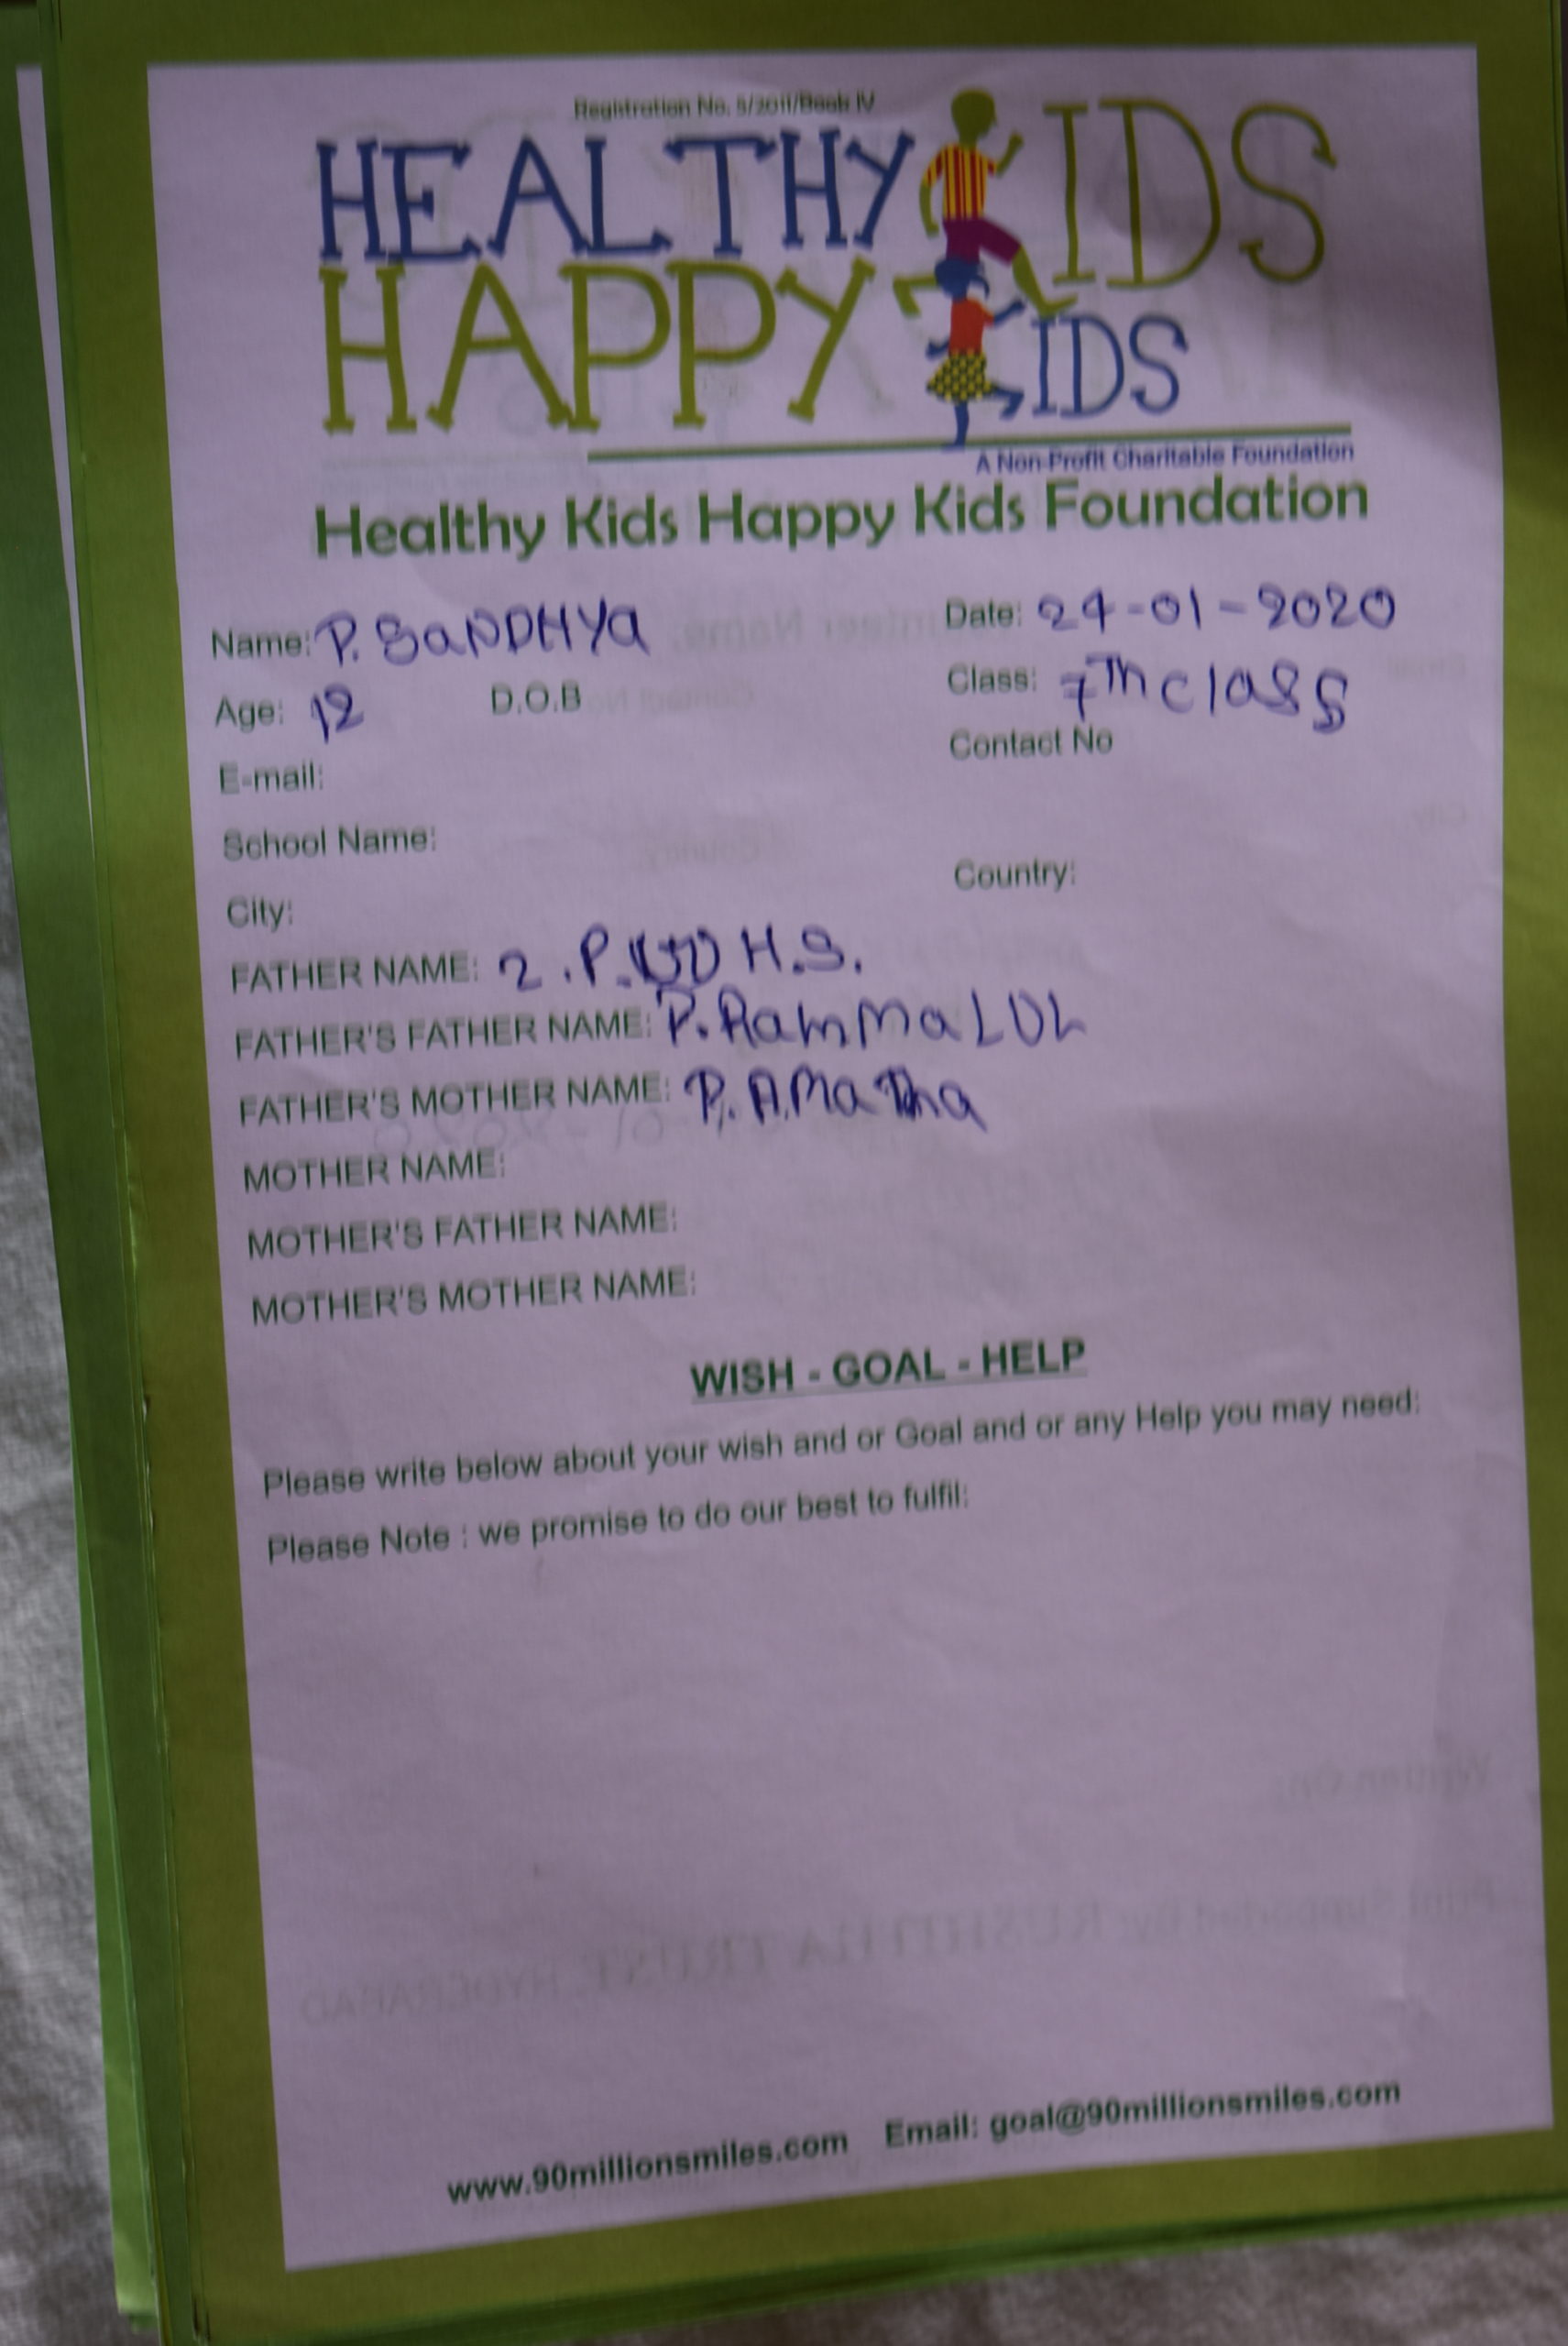 Registration No. 5/2011/Book IV
HEALTHY KIDS
HAPPY KIDS
A Non-Profit Charitable Foundation
Healthy Kids Happy Kids Foundation
Name: P. SaNDHYa Date: 24-01-2020
Age: 12 D.O.B Class: 7Th class
E-mail: Contact No
School Name:
City: Country:
FATHER NAME: 2. P. H.S.
FATHER'S FATHER NAME: P. RamMaLUL
FATHER'S MOTHER NAME: P. A.
MOTHER NAME:
MOTHER'S FATHER NAME:
MOTHER'S MOTHER NAME:
WISH - GOAL - HELP
Please write below about your wish and or Goal and or any Help you may need:
Please Note : we promise to do our best to fulfil:
www.90millionsmiles.com Email: goal@90millionsmiles.com